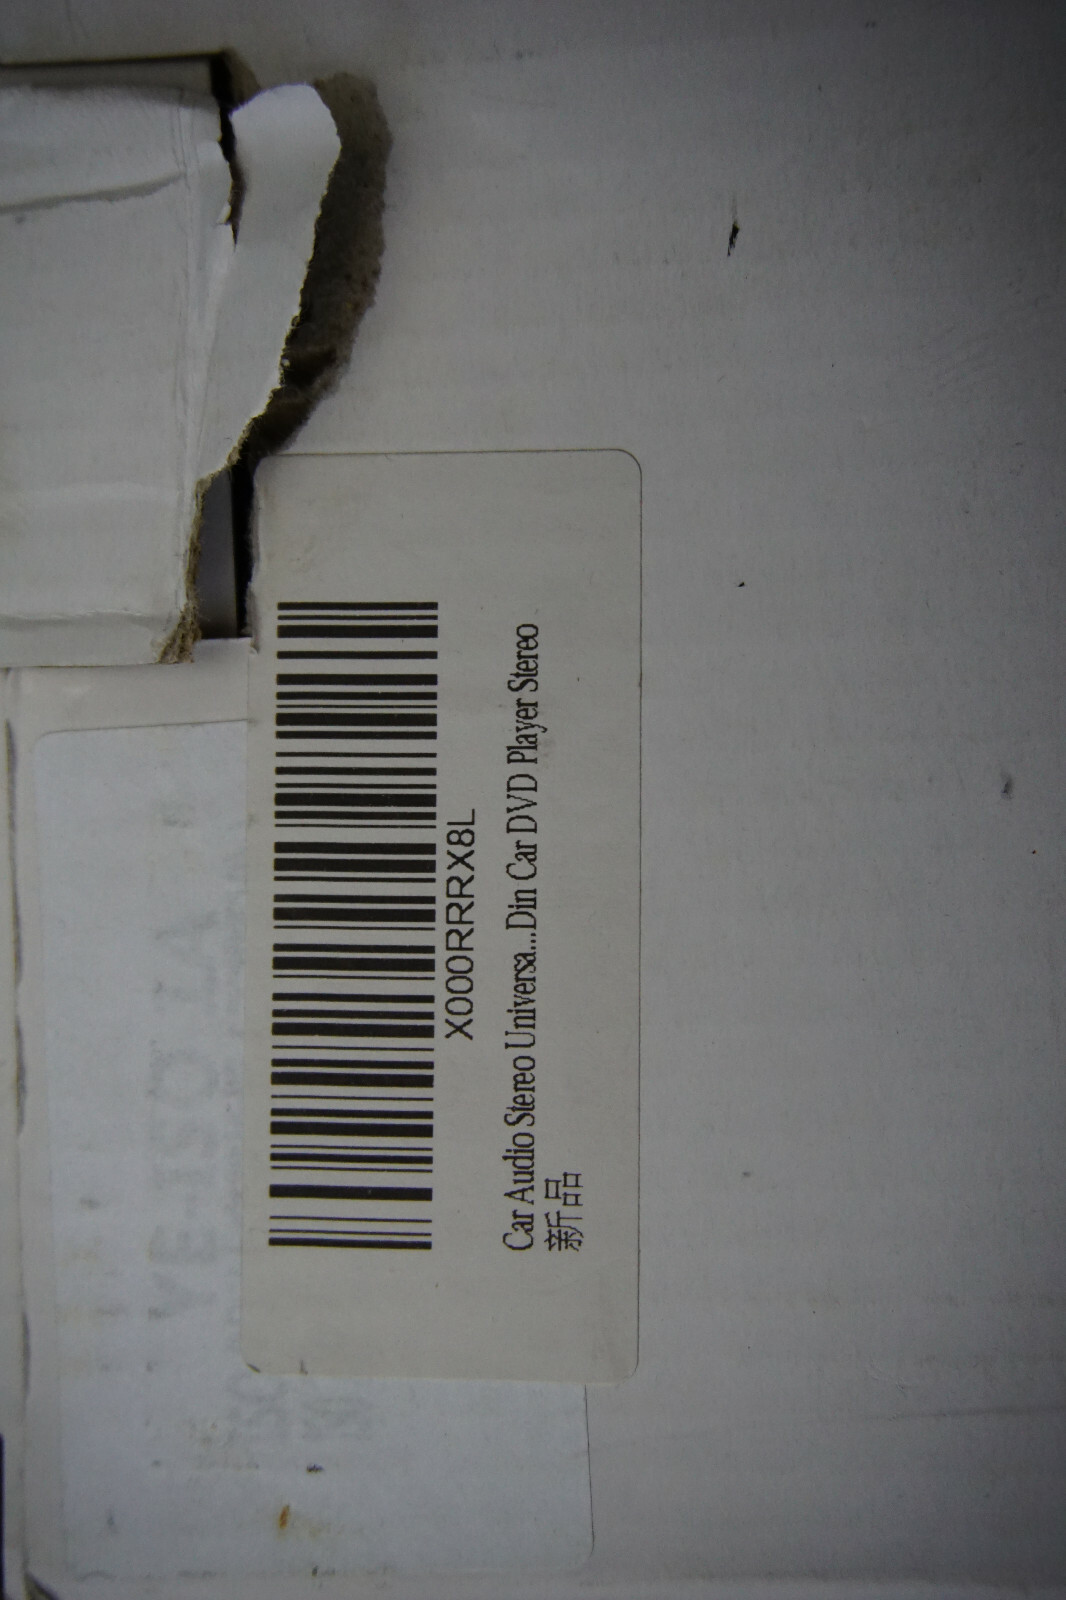 X000RRRX8L
Car Audio Stereo Universa...Din Car DVD Player Stereo
新品